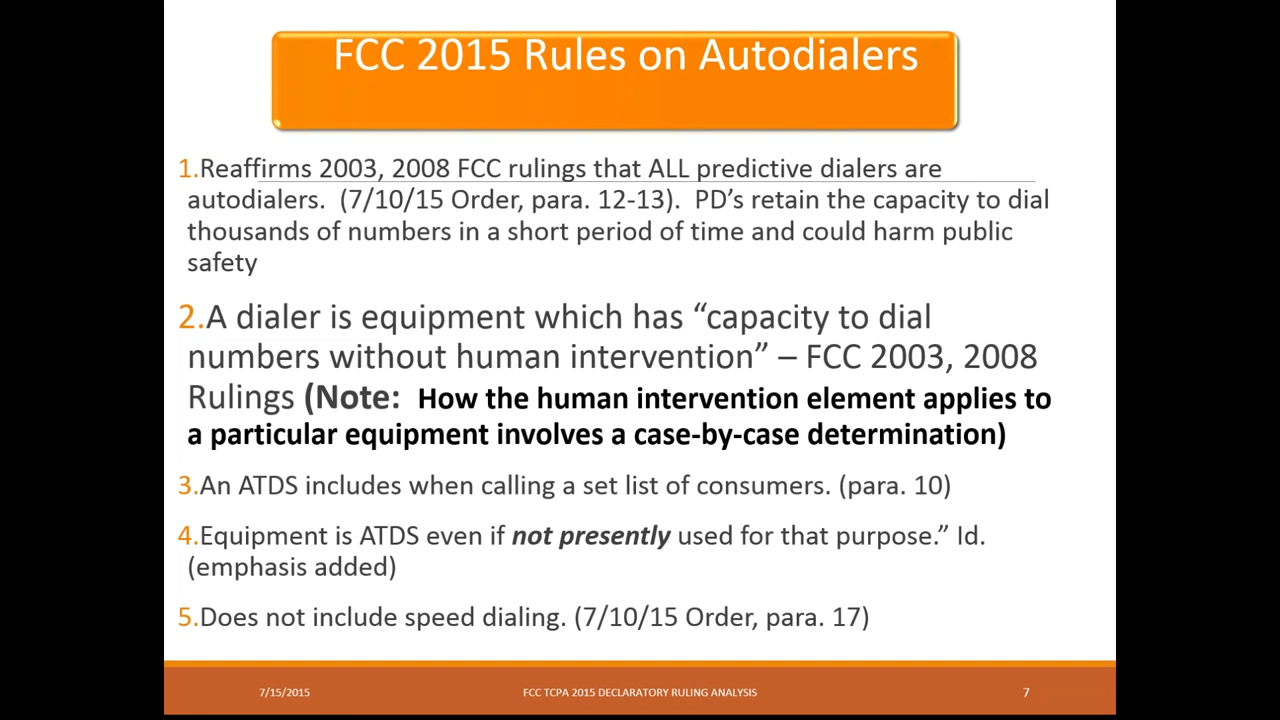 FCC 2015 Rules on Autodialers
1.Reaffirms 2003, 2008 FCC rulings that ALL predictive dialers are
autodialers. (7/10/15 Order, para. 12-13). PD’s retain the capacity to dial
thousands of numbers in a short period of time and could harm public
safety
2.A dialer is equipment which has “capacity to dial
numbers without human intervention” – FCC 2003, 2008
Rulings (Note: How the human intervention element applies to
a particular equipment involves a case-by-case determination)
3.An ATDS includes when calling a set list of consumers. (para. 10)
4.Equipment is ATDS even if not presently used for that purpose.” Id.
(emphasis added)
5.Does not include speed dialing. (7/10/15 Order, para. 17)
7/15/2015 FCC TCPA 2015 DECLARATORY RULING ANALYSIS 7